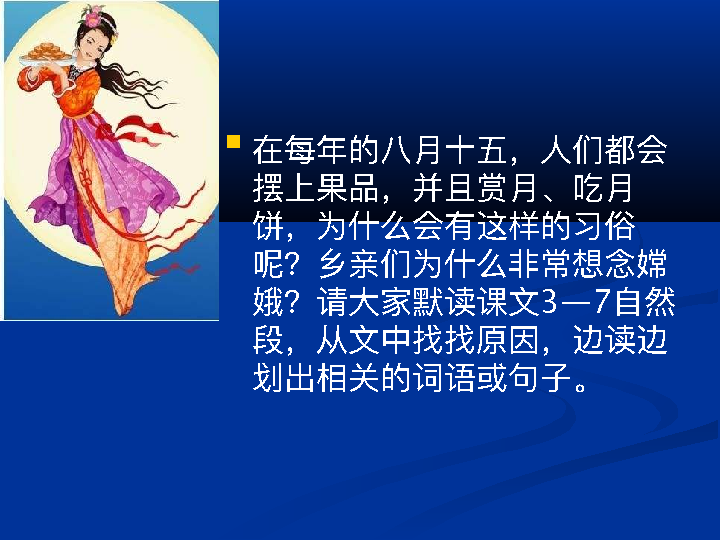 在每年的八月十五，人们都会
摆上果品，并且赏月、吃月
饼，为什么会有这样的习俗
呢？乡亲们为什么非常想念嫦
娥？请大家默读课文3—7自然
段，从文中找找原因，边读边
划出相关的词语或句子。